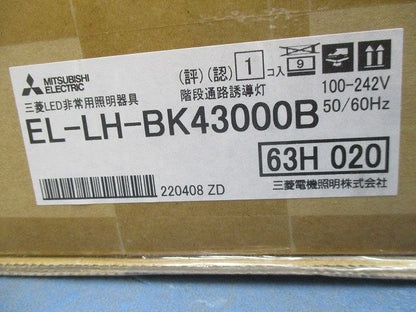 MITSUBISHI
ELECTRIC
(評)(認) 1 コ入 9
三菱LED非常用照明器具
階段通路誘導灯
100-242V
EL-LH-BK43000B
50/60Hz
63H 020
220408 ZD
三菱電機照明株式会社